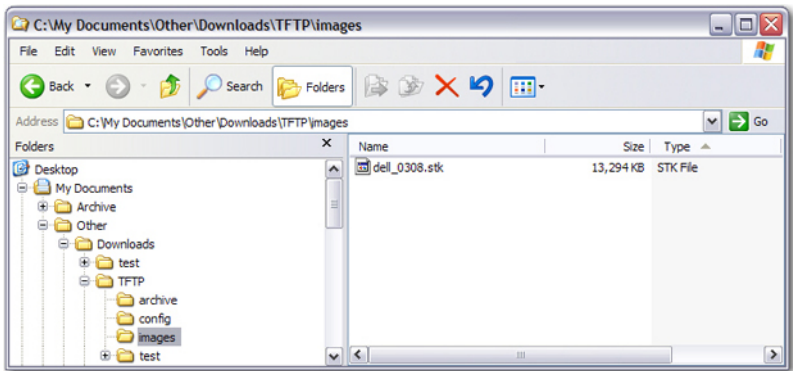 C:\My Documents\Other\Downloads\TFTP\images
File Edit View Favorites Tools Help
Back Search Folders
Address C:\My Documents\Other\Downloads\TFTP\images Go
Folders Name Size Type
Desktop dell_0308.stk 13,294 KB STK File
My Documents
Archive
Other
Downloads
test
TFTP
archive
config
images
test